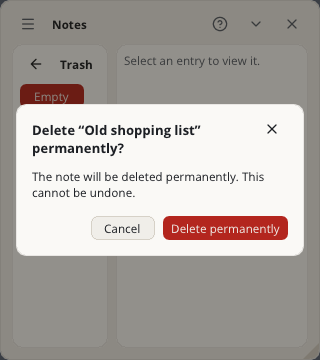 Notes
Trash
Empty
Select an entry to view it.
Delete “Old shopping list”
permanently?
The note will be deleted permanently. This
cannot be undone.
Cancel
Delete permanently